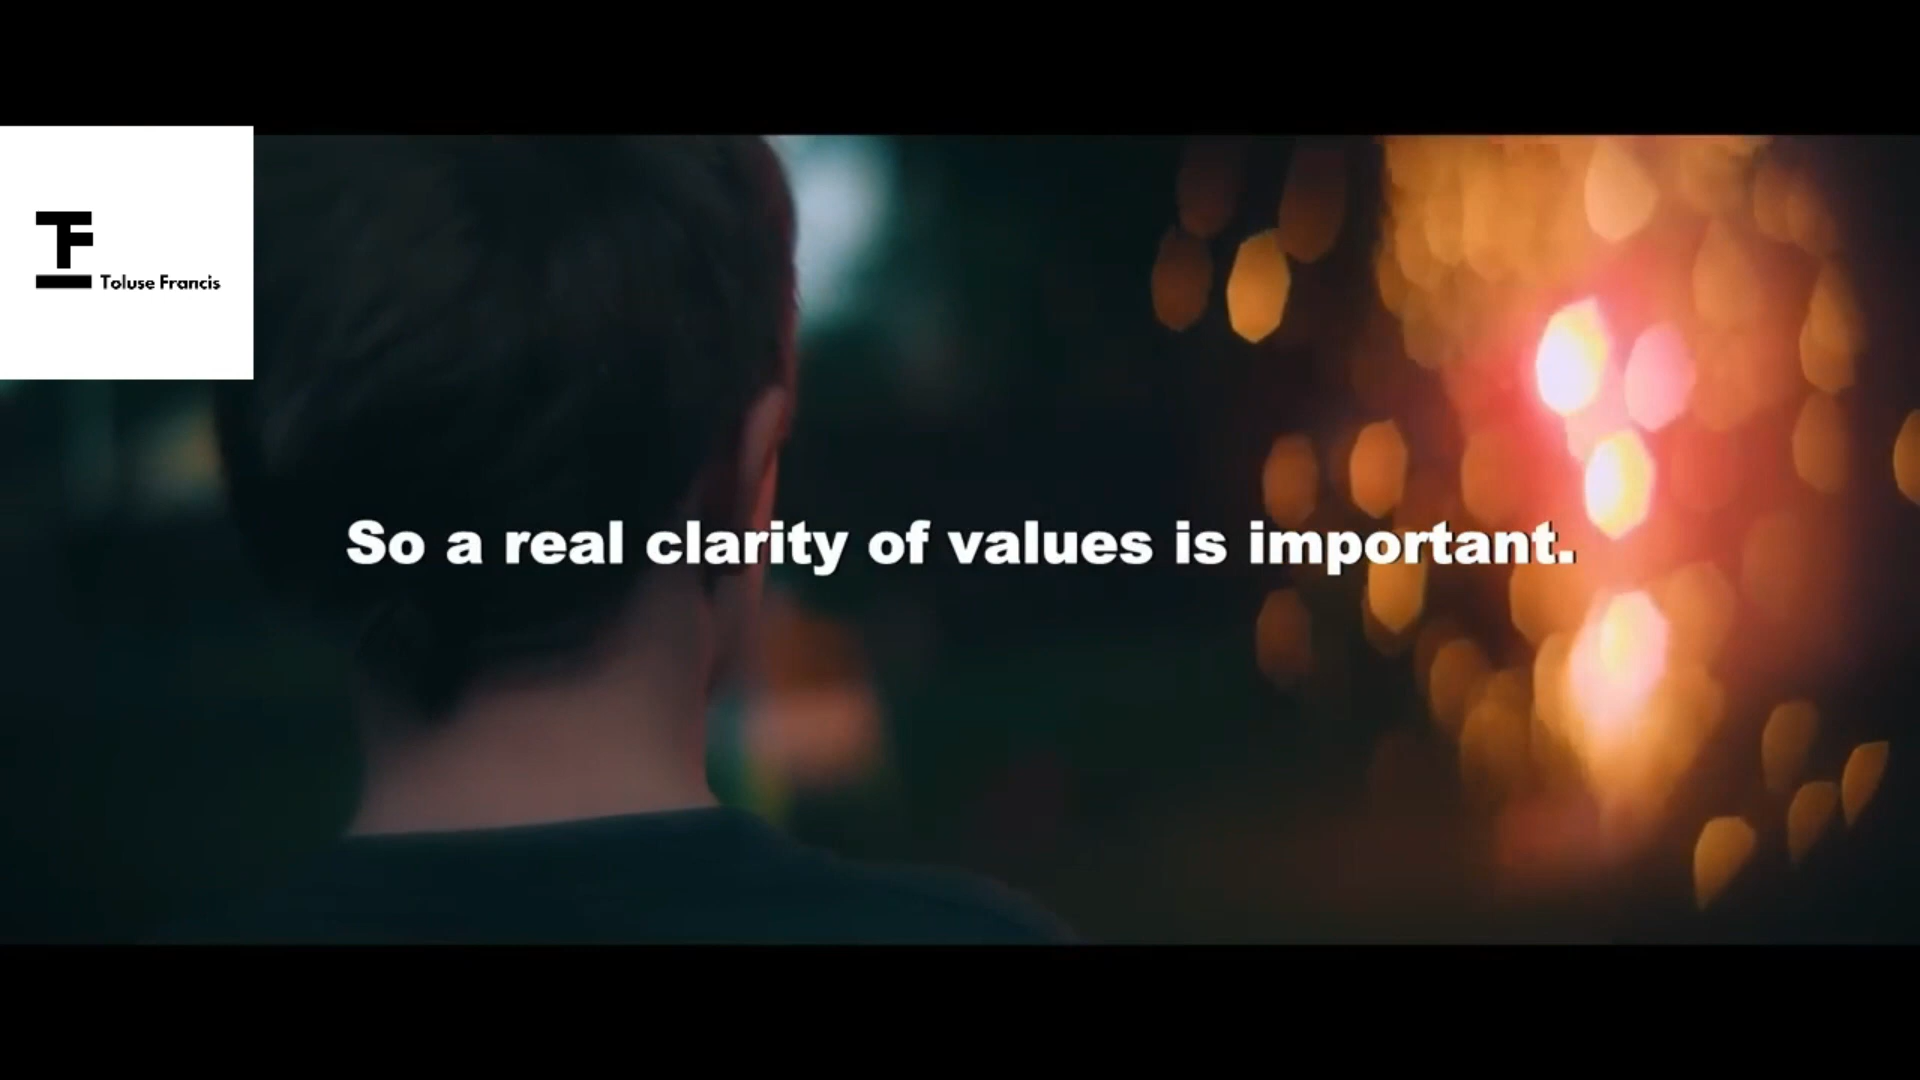 TF
Toluse Francis
So a real clarity of values is important.